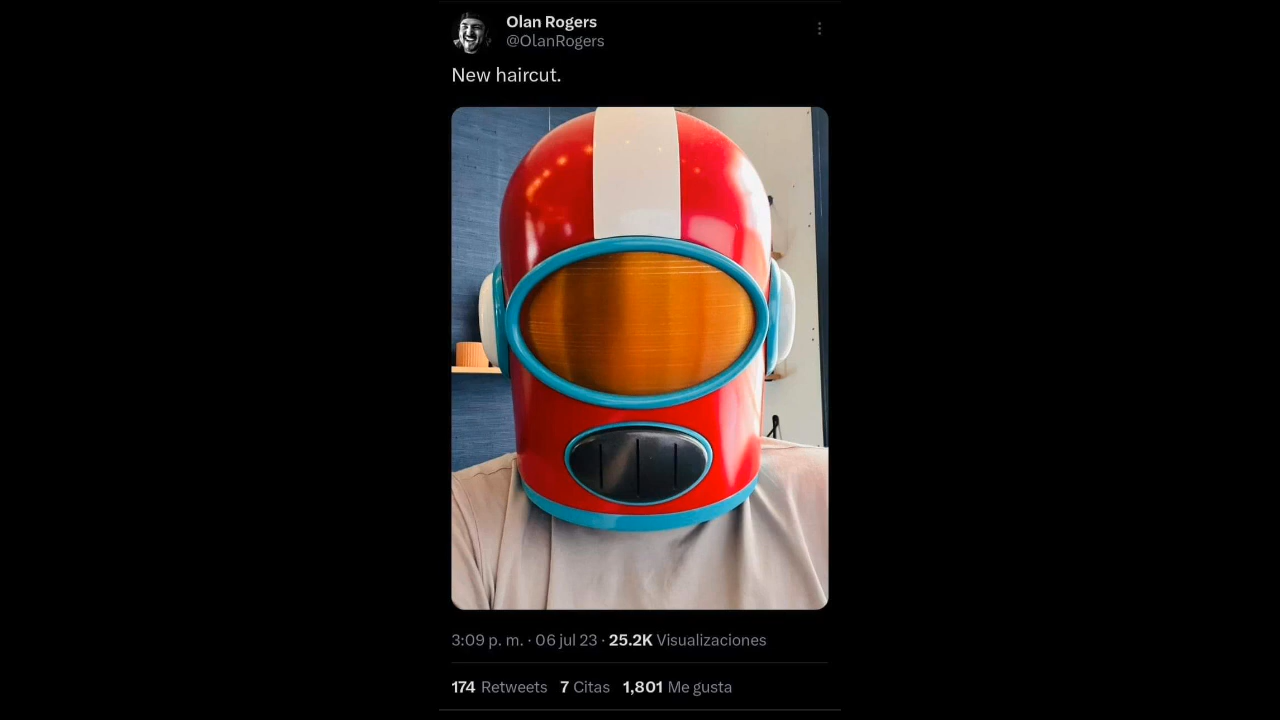 Olan Rogers
@OlanRogers
New haircut.
3:09 p. m. · 06 jul 23 · 25.2K Visualizaciones
174 Retweets 7 Citas 1,801 Me gusta